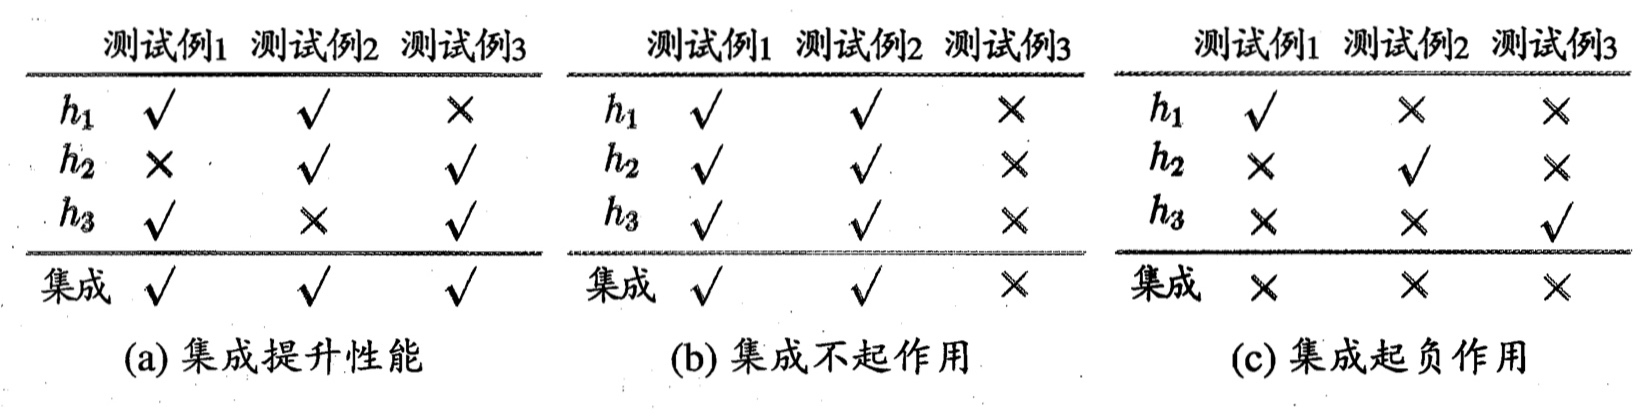 测试例1 测试例2 测试例3
h1 √ √ ×
h2 × √ √
h3 √ × √
集成 √ √ √
(a) 集成提升性能
测试例1 测试例2 测试例3
h1 √ √ ×
h2 √ √ ×
h3 √ √ ×
集成 √ √ ×
(b) 集成不起作用
测试例1 测试例2 测试例3
h1 √ × ×
h2 × √ ×
h3 × × √
集成 × × ×
(c) 集成起负作用